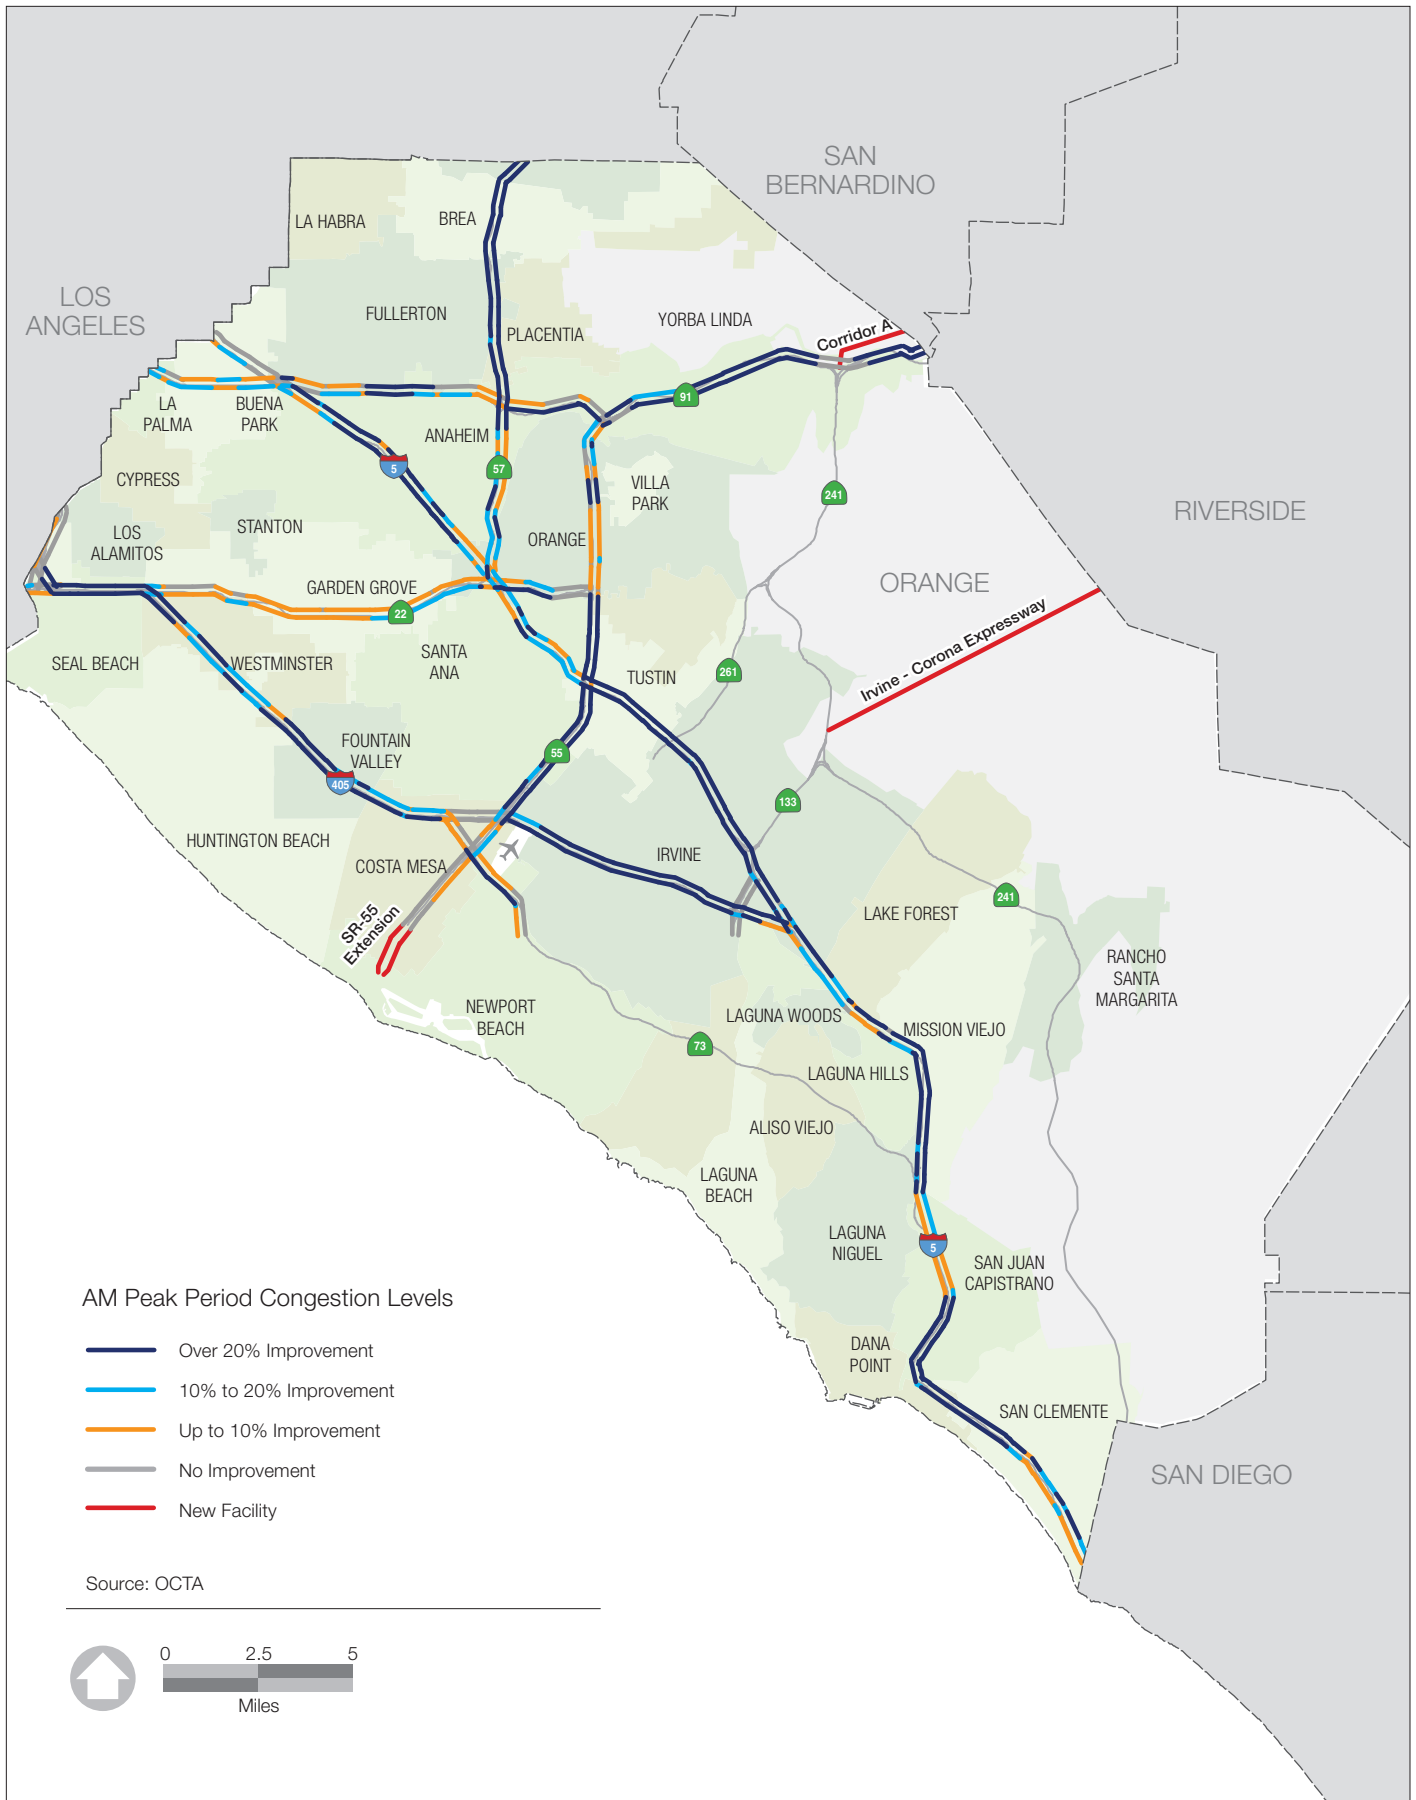 SAN
BERNARDINO
LOS
ANGELES
LA HABRA
BREA
FULLERTON
PLACENTIA
YORBA LINDA
Corridor A
LA
PALMA
BUENA
PARK
91
ANAHEIM
5
57
CYPRESS
VILLA
PARK
241
RIVERSIDE
LOS
ALAMITOS
STANTON
ORANGE
ORANGE
GARDEN GROVE
22
Irvine - Corona Expressway
SEAL BEACH
WESTMINSTER
SANTA
ANA
TUSTIN
261
FOUNTAIN
VALLEY
55
405
133
HUNTINGTON BEACH
COSTA MESA
IRVINE
241
LAKE FOREST
SR-55
Extension
RANCHO
SANTA
MARGARITA
NEWPORT
BEACH
LAGUNA WOODS
MISSION VIEJO
73
LAGUNA HILLS
ALISO VIEJO
LAGUNA
BEACH
LAGUNA
NIGUEL
5
SAN JUAN
CAPISTRANO
DANA
POINT
SAN CLEMENTE
SAN DIEGO
AM Peak Period Congestion Levels
Over 20% Improvement
10% to 20% Improvement
Up to 10% Improvement
No Improvement
New Facility
Source: OCTA
0 2.5 5
Miles